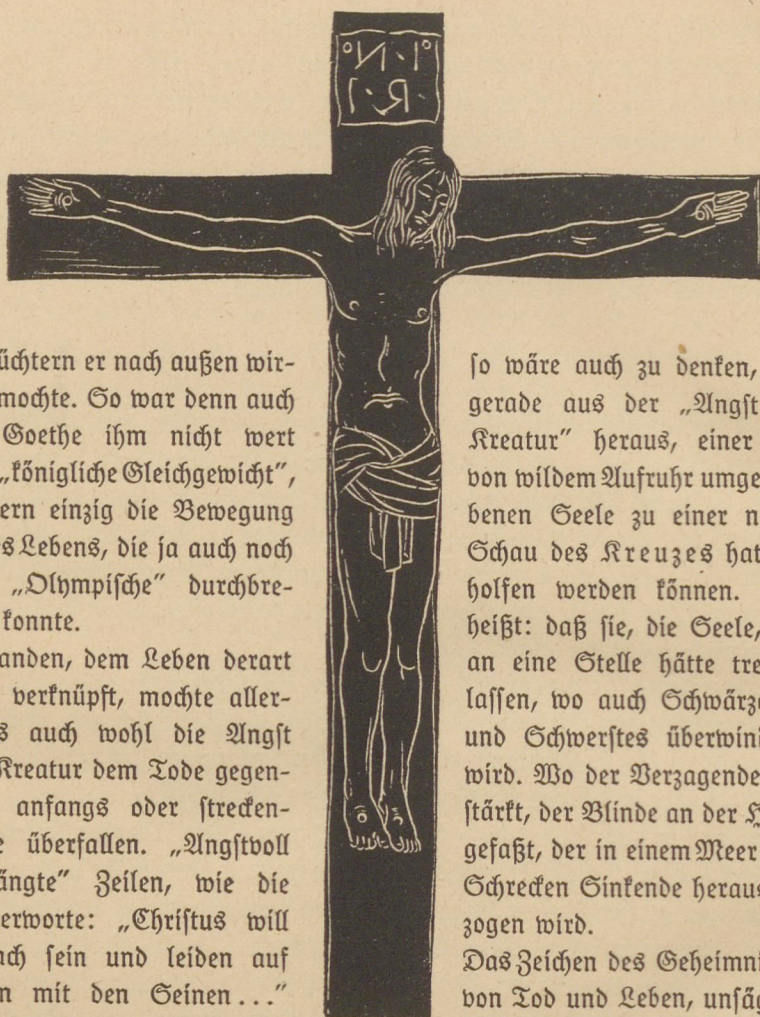 I·N
R·I
üchtern er nach außen wir-
mochte. So war denn auch
Goethe ihm nicht wert
„königliche Gleichgewicht",
ern einzig die Bewegung
s Lebens, die ja auch noch
„Olympische" durchbre-
konnte.
anden, dem Leben derart
verknüpft, mochte aller-
s auch wohl die Angst
Kreatur dem Tode gegen-
anfangs oder strecken-
e überfallen. „Angstvoll
ängte" Zeilen, wie die
erworte: „Christus will
ach sein und leiden auf
n mit den Seinen..."
so wäre auch zu denken,
gerade aus der „Angst
Kreatur" heraus, einer
von wildem Aufruhr umge
benen Seele zu einer n
Schau des Kreuzes hat
holfen werden können.
heißt: daß sie, die Seele,
an eine Stelle hätte tre
lassen, wo auch Schwärz
und Schwerstes überwin
wird. Wo der Verzagende
stärkt, der Blinde an der H
gefaßt, der in einem Meer
Schrecken Sinkende heraus
zogen wird.
Das Zeichen des Geheimni
von Tod und Leben, unsäg